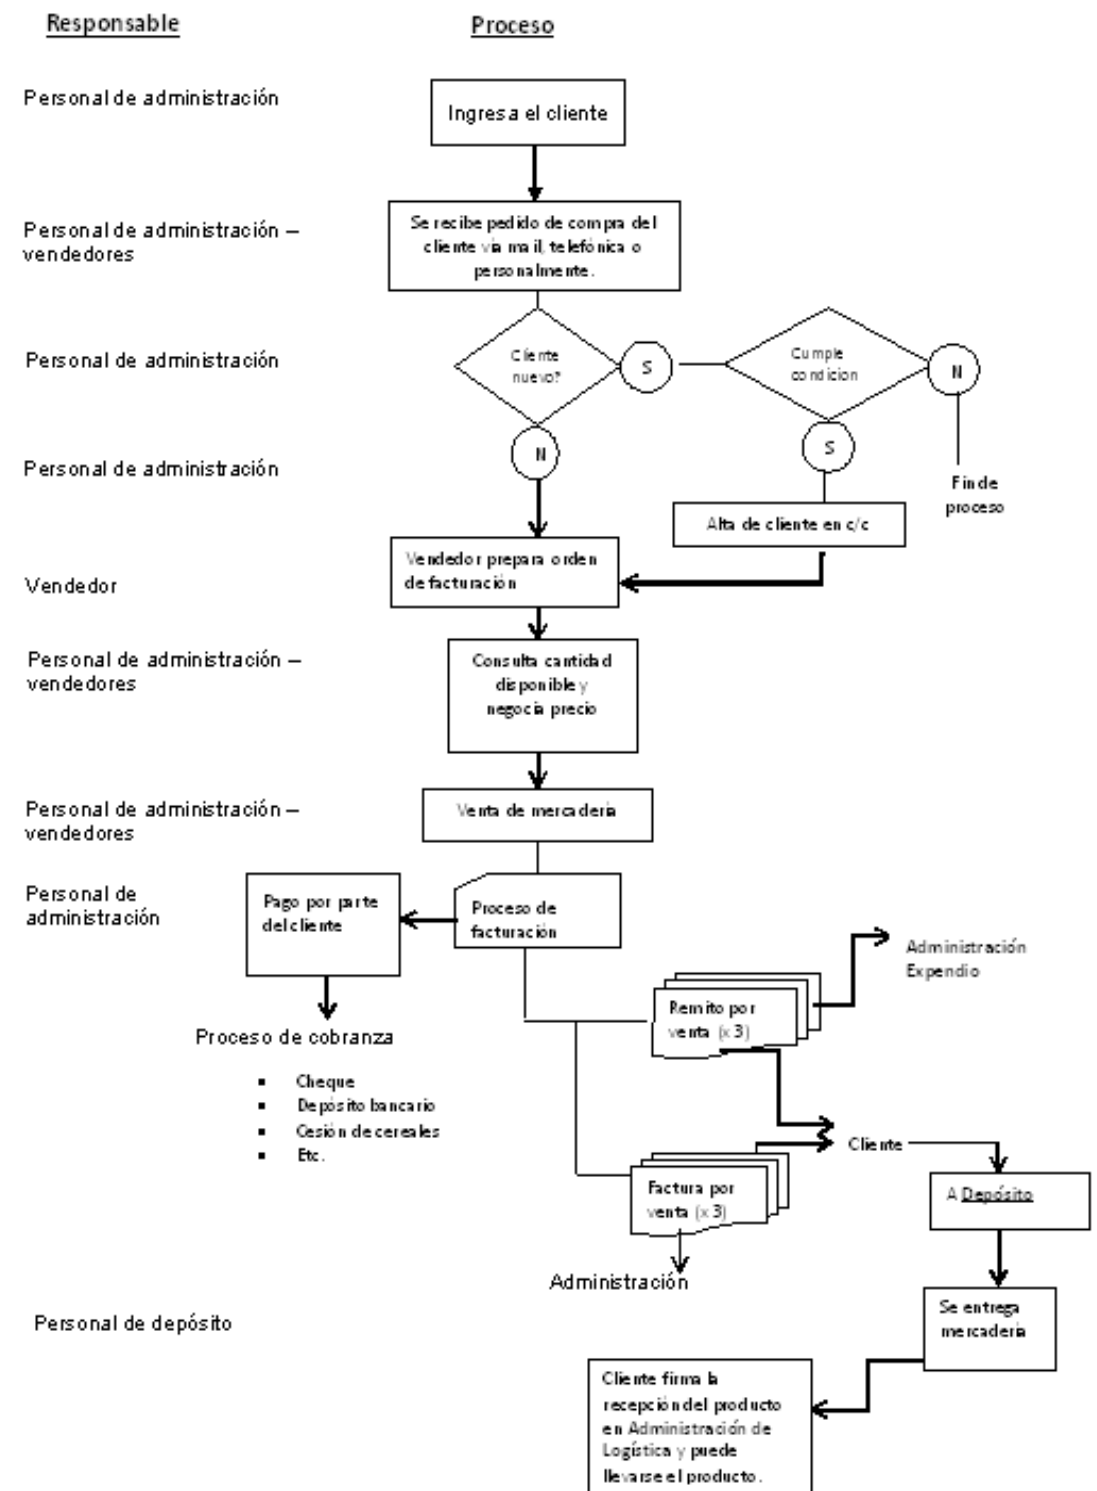 Responsable
Proceso
Personal de administración
Ingresa el cliente
Personal de administración –
vendedores
Se recibe pedido de compra del
cliente vía mail, telefónica o
personalmente.
Personal de administración
Cliente
nuevo?
S
Cumple
condicion
N
Personal de administración
N
S
Fin de
proceso
Alta de cliente en c/c
Vendedor prepara orden
de facturación
Vendedor
Personal de administración –
vendedores
Consulta cantidad
disponible y
negocia precio
Personal de administración –
vendedores
Venta de mercadería
Personal de
administración
Pago por parte
del cliente
Proceso de
facturación
Administración
Expendio
Remito por
venta (x 3)
Proceso de cobranza
▪ Cheque
▪ Depósito bancario
▪ Cesión de cereales
▪ Etc.
Cliente
Factura por
venta (x 3)
A Depósito
Administración
Personal de depósito
Se entrega
mercadería
Cliente firma la
recepción del producto
en Administración de
Logística y puede
llevarse el producto.